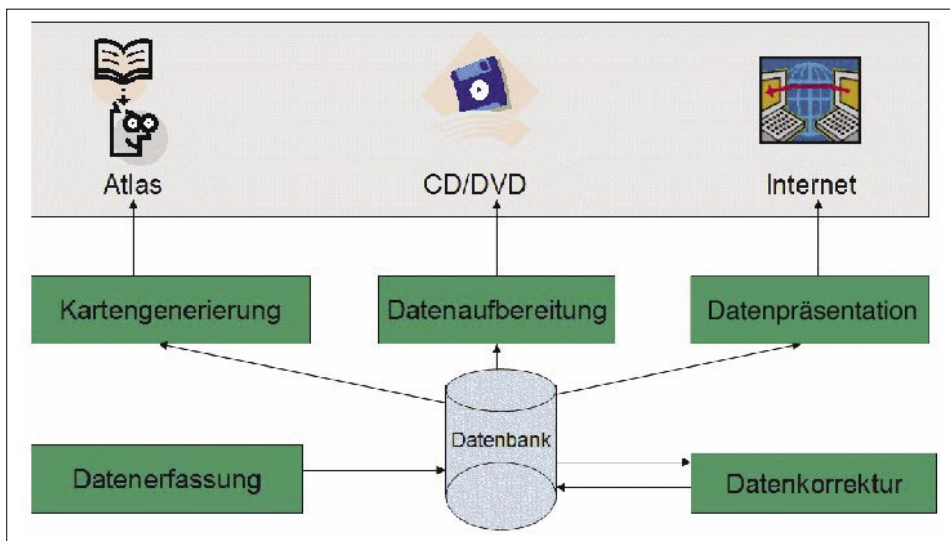 Atlas
CD/DVD
Internet
Kartengenerierung
Datenaufbereitung
Datenpräsentation
Datenbank
Datenerfassung
Datenkorrektur